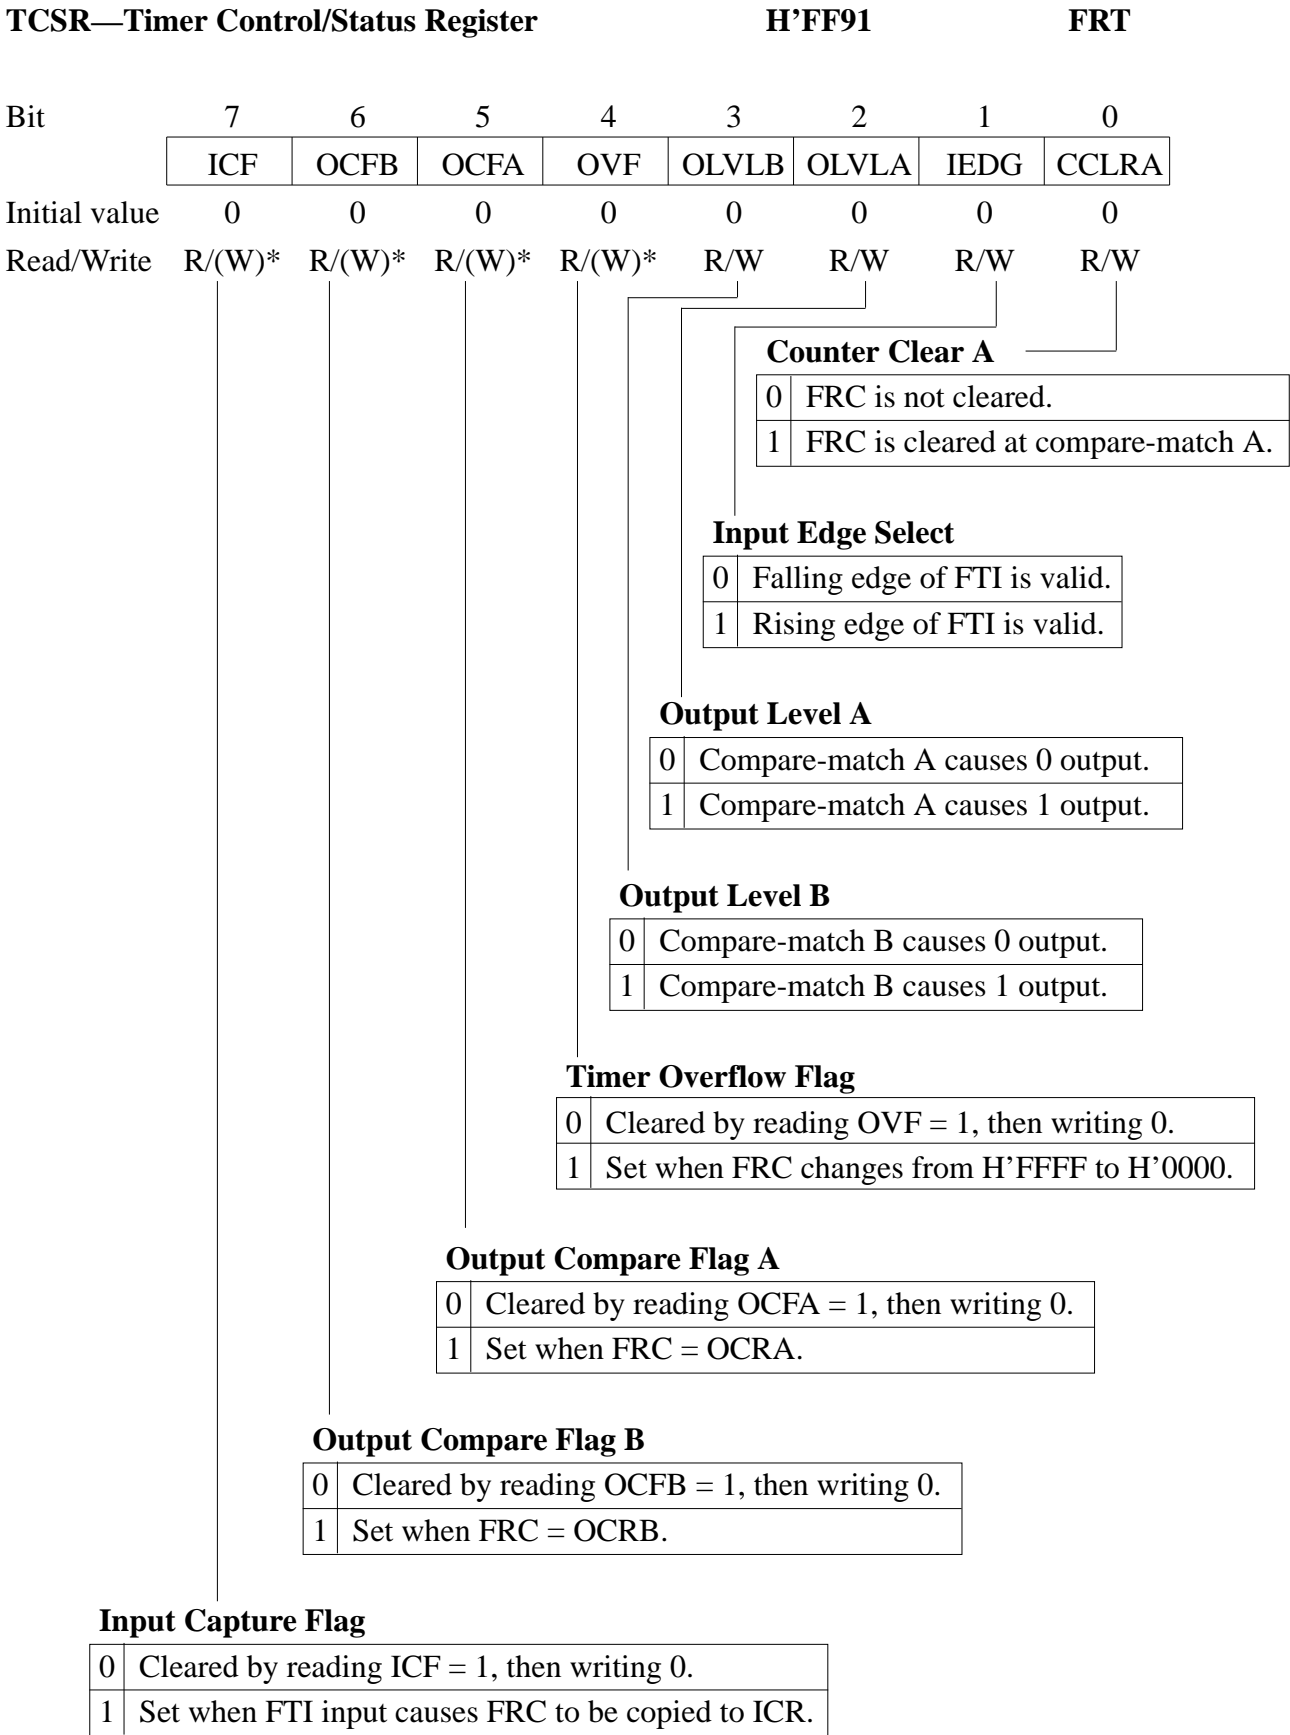 TCSR—Timer Control/Status Register H’FF91 FRT
Bit 7 6 5 4 3 2 1 0
ICF OCFB OCFA OVF OLVLB OLVLA IEDG CCLRA
Initial value 0 0 0 0 0 0 0 0
Read/Write R/(W)* R/(W)* R/(W)* R/(W)* R/W R/W R/W R/W
Counter Clear A
0 FRC is not cleared.
1 FRC is cleared at compare-match A.
Input Edge Select
0 Falling edge of FTI is valid.
1 Rising edge of FTI is valid.
Output Level A
0 Compare-match A causes 0 output.
1 Compare-match A causes 1 output.
Output Level B
0 Compare-match B causes 0 output.
1 Compare-match B causes 1 output.
Timer Overflow Flag
0 Cleared by reading OVF = 1, then writing 0.
1 Set when FRC changes from H’FFFF to H’0000.
Output Compare Flag A
0 Cleared by reading OCFA = 1, then writing 0.
1 Set when FRC = OCRA.
Output Compare Flag B
0 Cleared by reading OCFB = 1, then writing 0.
1 Set when FRC = OCRB.
Input Capture Flag
0 Cleared by reading ICF = 1, then writing 0.
1 Set when FTI input causes FRC to be copied to ICR.